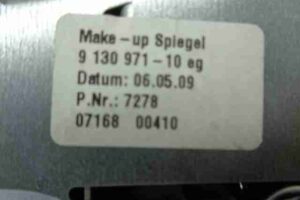 Make-up Spiegel
9 130 971-10 eg
Datum: 06.05.09
P.Nr.: 7278
07168 00410